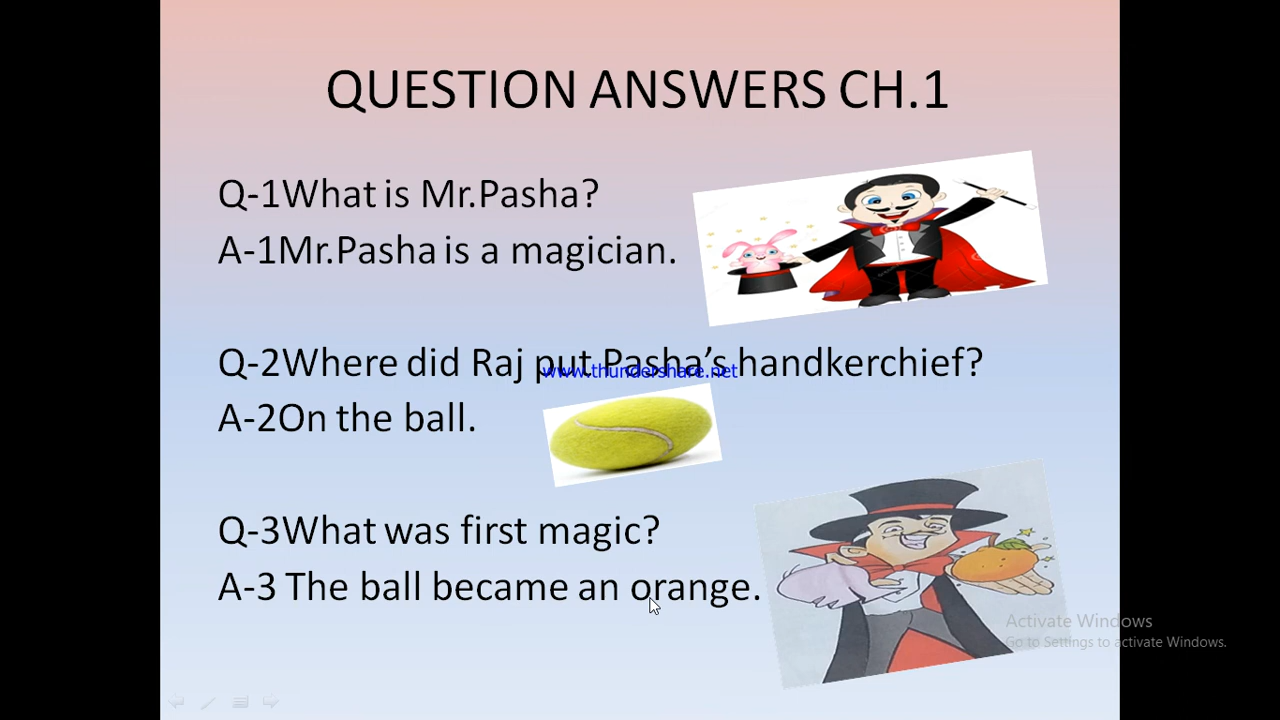 QUESTION ANSWERS CH.1
Q-1What is Mr.Pasha?
A-1Mr.Pasha is a magician.
Q-2Where did Raj put Pasha's handkerchief?
www.thundershare.net
A-2On the ball.
Q-3What was first magic?
A-3 The ball became an orange.
Activate Windows
Go to Settings to activate Windows.